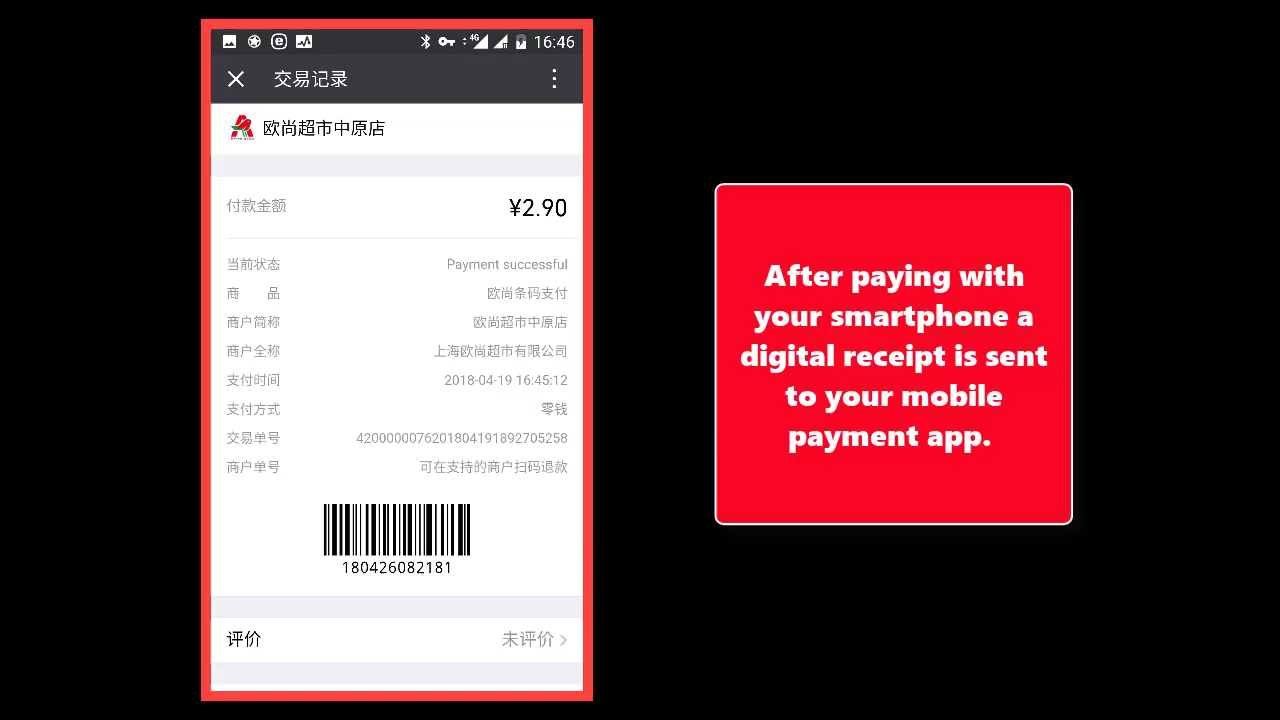 16:46
交易记录
欧尚超市中原店
付款金额 ¥2.90
当前状态 Payment successful
商 品 欧尚条码支付
商户简称 欧尚超市中原店
商户全称 上海欧尚超市有限公司
支付时间 2018-04-19 16:45:12
支付方式 零钱
交易单号 4200000076201804191892705258
商户单号 可在支持的商户扫码退款
180426082181
评价 未评价
After paying with
your smartphone a
digital receipt is sent
to your mobile
payment app.